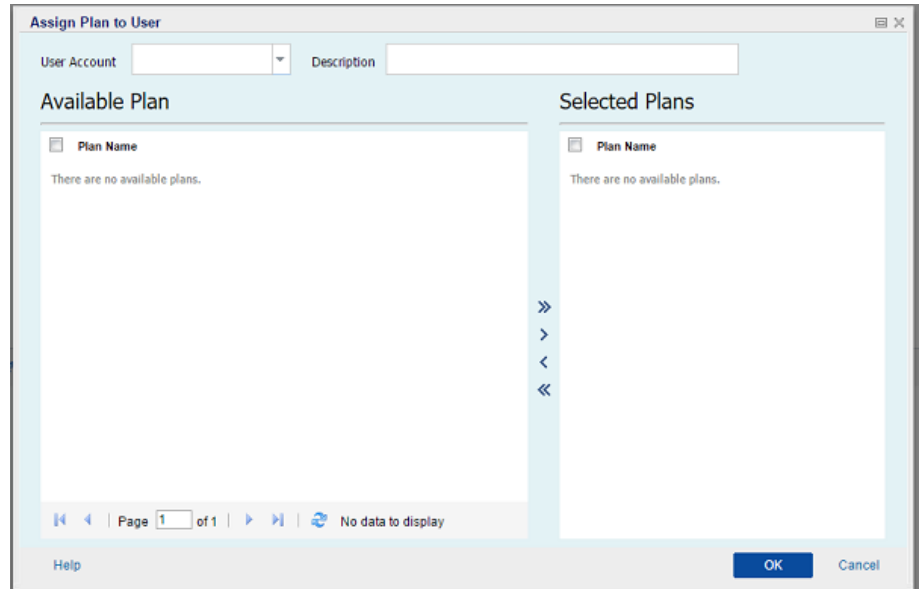 Assign Plan to User
User Account Description
Available Plan Selected Plans
Plan Name Plan Name
There are no available plans. There are no available plans.
Page 1 of 1 No data to display
Help OK Cancel